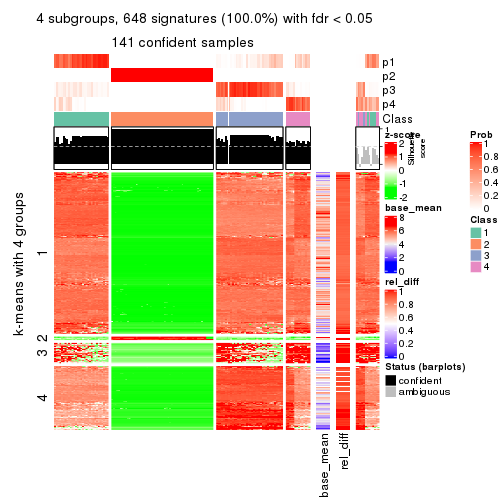 4 subgroups, 648 signatures (100.0%) with fdr < 0.05
141 confident samples
p1
p2
p3
p4
Class
1
Silhouette
score
k-means with 4 groups
1
2
3
4
base_mean
rel_diff
z-score
2
1
0
-1
-2
base_mean
8
6
4
2
0
rel_diff
1
0.8
0.6
0.4
0.2
0
Status (barplots)
confident
ambiguous
Prob
1
0.8
0.6
0.4
0.2
0
Class
1
2
3
4